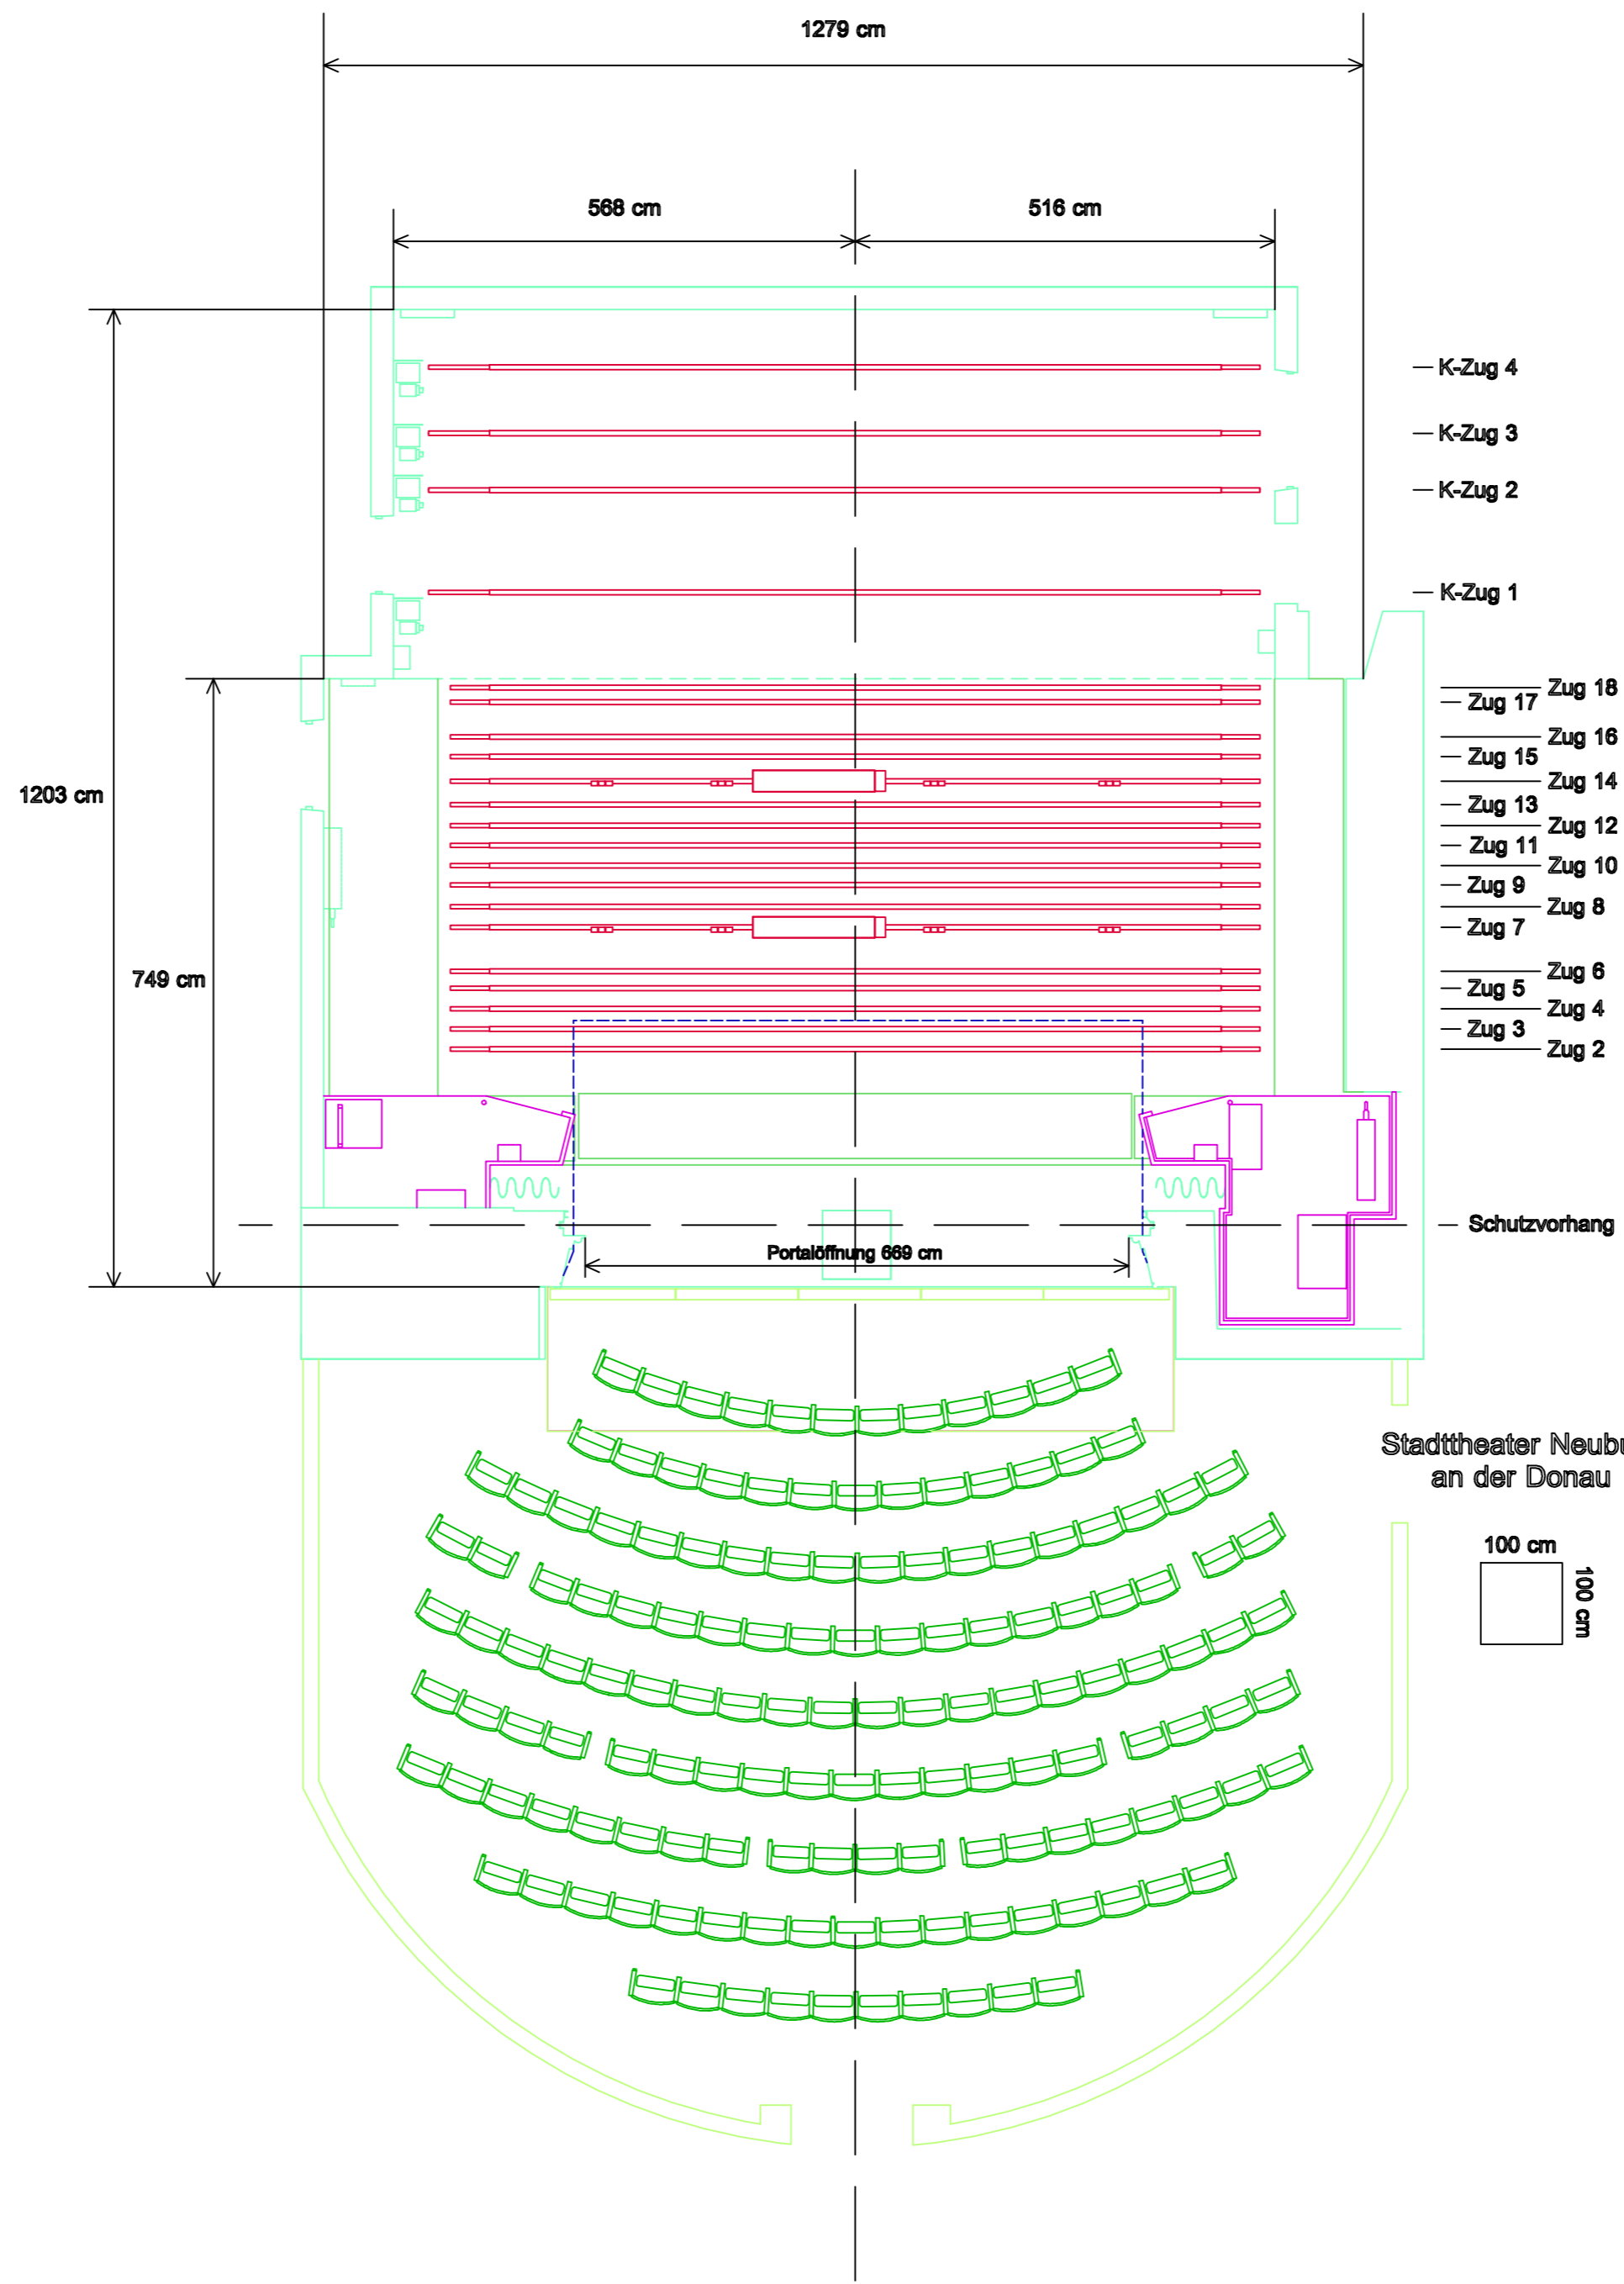 1279 cm
568 cm
516 cm
K-Zug 4
K-Zug 3
K-Zug 2
K-Zug 1
Zug 18
Zug 17
Zug 16
Zug 15
1203 cm
Zug 14
Zug 13
Zug 12
Zug 11
Zug 10
Zug 9
Zug 8
Zug 7
749 cm
Zug 6
Zug 5
Zug 4
Zug 3
Zug 2
Schutzvorhang
Portalöffnung 669 cm
Stadttheater Neubu
an der Donau
100 cm
100 cm